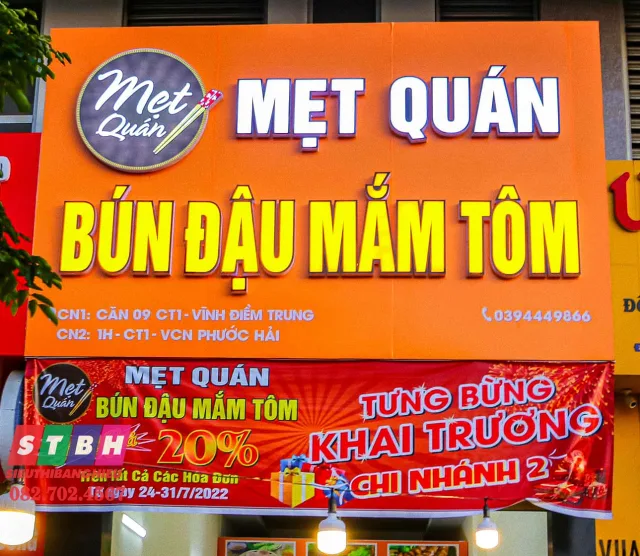 Mẹt
Quán
MẸT QUÁN
BÚN ĐẬU MẮM TÔM
CN1: CĂN 09 CT1 - VĨNH ĐIỀM TRUNG
0394449866
CN2: 1H - CT1 - VCN PHƯỚC HẢI
Mẹt
Quán
MẸT QUÁN
BÚN ĐẬU MẮM TÔM
20%
Trên Tất Cả Các Hóa Đơn
Từ ngày 24-31/7/2022
TƯNG BỪNG
KHAI TRƯƠNG
CHI NHÁNH 2
STBH